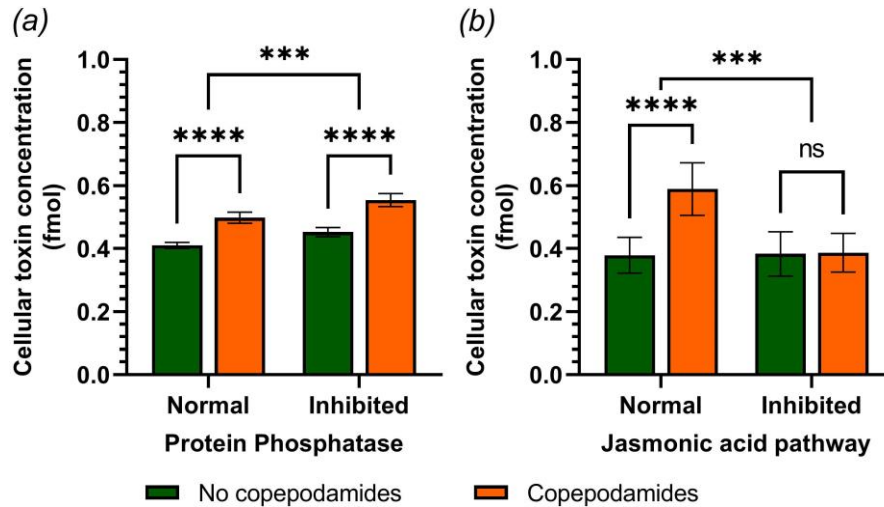 (a)
Cellular toxin concentration
(fmol)
1.0
0.8
0.6
0.4
0.2
0.0
***
****
****
Normal
Inhibited
Protein Phosphatase
(b)
Cellular toxin concentration
(fmol)
1.0
0.8
0.6
0.4
0.2
0.0
***
****
ns
Normal
Inhibited
Jasmonic acid pathway
No copepodamides
Copepodamides